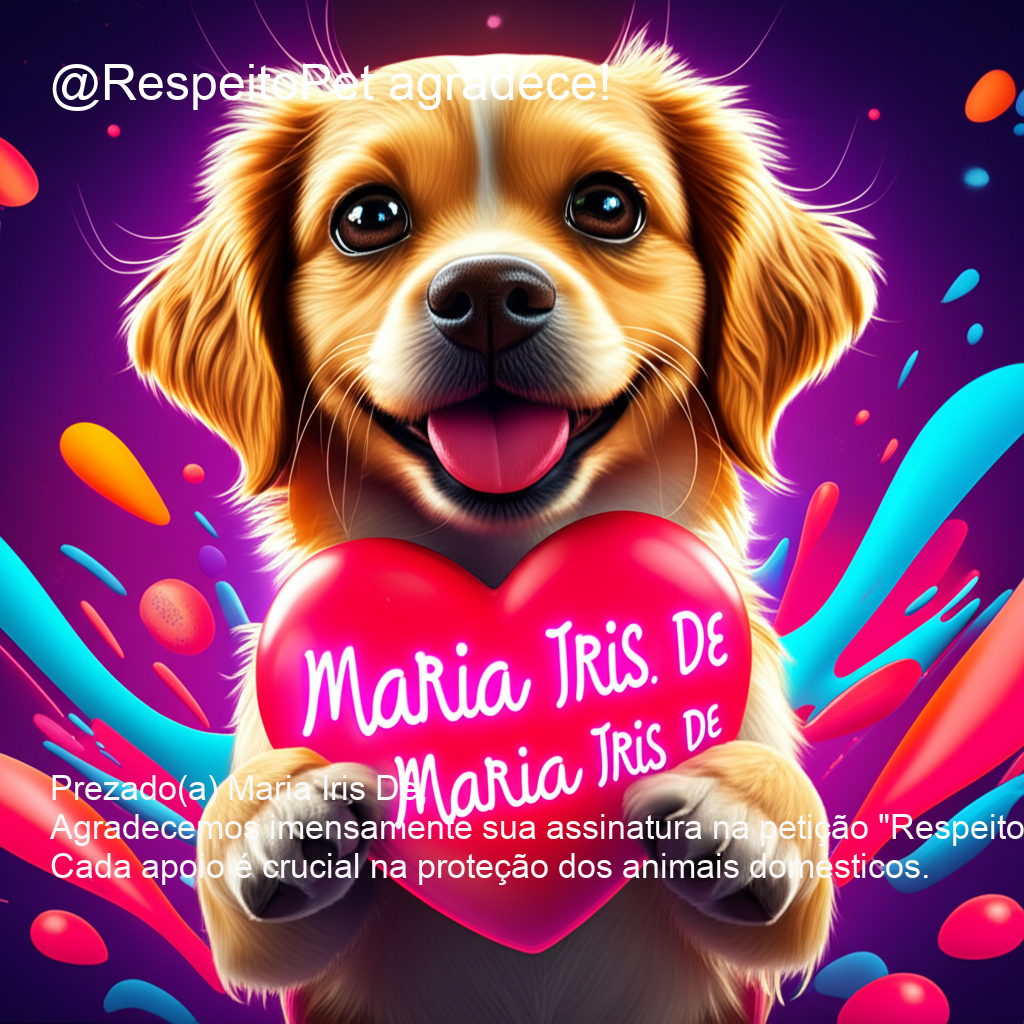 @RespeitoPet agradece!
MaRia IRiS. DE
MaRia IRiS DE
Prezado(a) Maria Iris De,
Agradecemos imensamente sua assinatura na petição "Respeito
Cada apoio é crucial na proteção dos animais domésticos.